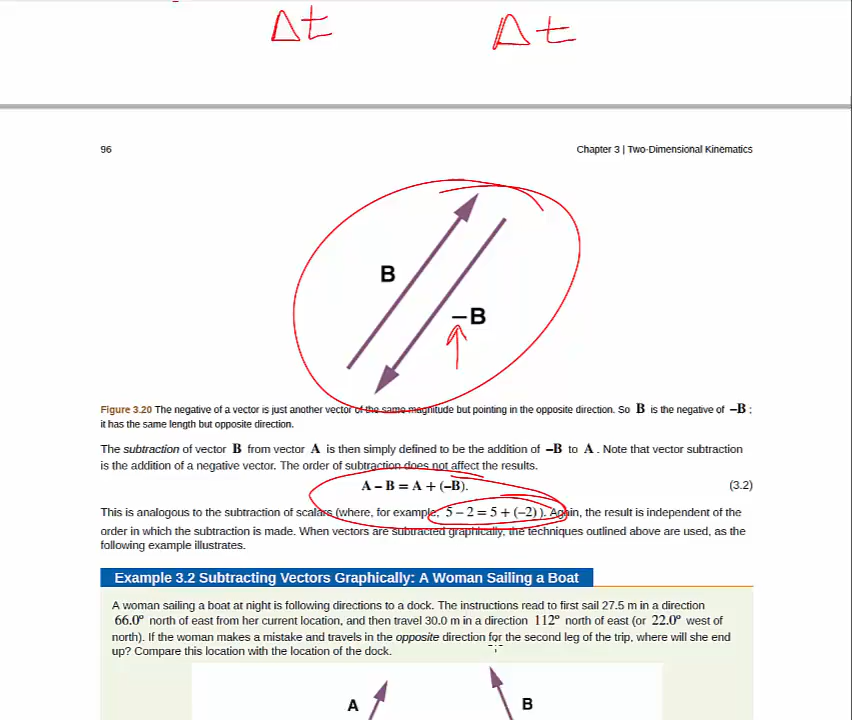 Δt Δt
96 Chapter 3 | Two-Dimensional Kinematics
B
−B
Figure 3.20 The negative of a vector is just another vector of the same magnitude but pointing in the opposite direction. So B is the negative of –B ;
it has the same length but opposite direction.
The subtraction of vector B from vector A is then simply defined to be the addition of –B to A . Note that vector subtraction
is the addition of a negative vector. The order of subtraction does not affect the results.
A – B = A + (–B). (3.2)
This is analogous to the subtraction of scalars (where, for example, 5 – 2 = 5 + (–2) ). Again, the result is independent of the
order in which the subtraction is made. When vectors are subtracted graphically, the techniques outlined above are used, as the
following example illustrates.
Example 3.2 Subtracting Vectors Graphically: A Woman Sailing a Boat
A woman sailing a boat at night is following directions to a dock. The instructions read to first sail 27.5 m in a direction
66.0º north of east from her current location, and then travel 30.0 m in a direction 112º north of east (or 22.0º west of
north). If the woman makes a mistake and travels in the opposite direction for the second leg of the trip, where will she end
up? Compare this location with the location of the dock.
A B